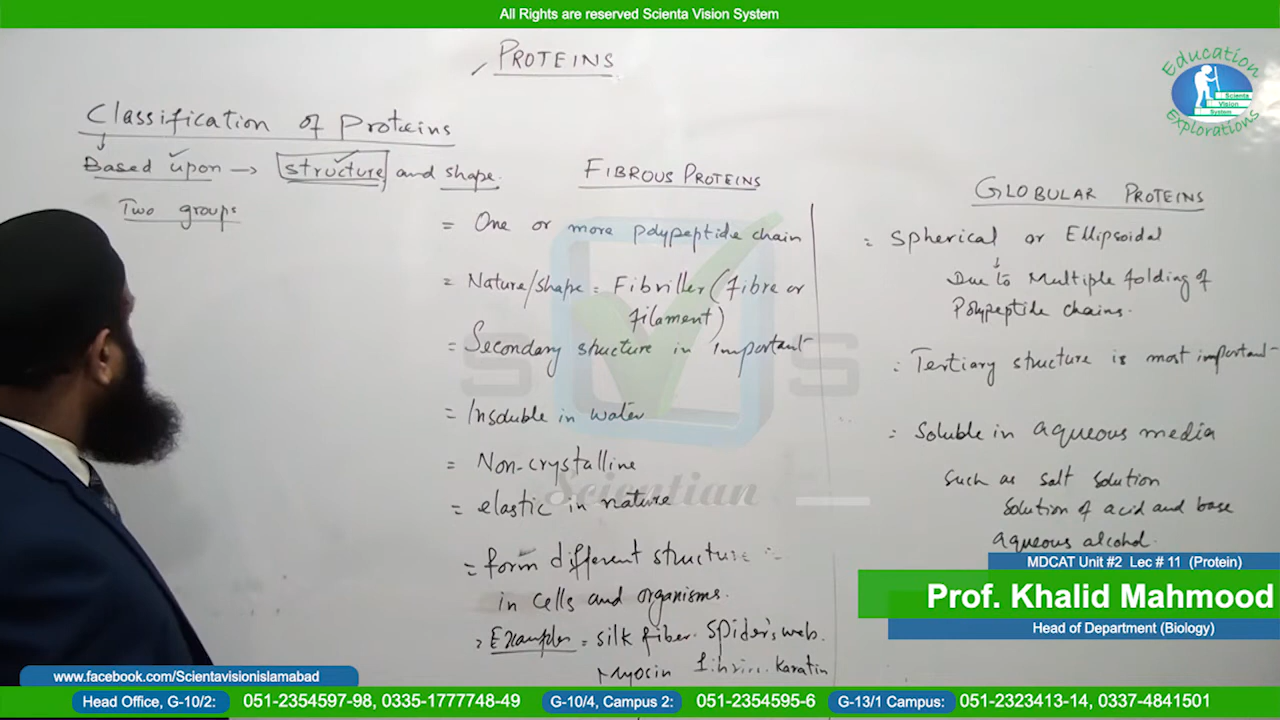 All Rights are reserved Scienta Vision System
PROTEINS
Education
Scienta
Vision
System
Explorations
Classification of Proteins
Based upon → structure and shape.
Two groups
FIBROUS PROTEINS
= One or more polypeptide chain
= Nature/shape = Fibriller (fibre or
filament)
= Secondary structure in important
= Insoluble in water
= Non-crystalline
= elastic in nature
= form different structure
in cells and organisms.
= Examples = silk fiber. Spider's web.
Myosin fibrin. Karatin
GLOBULAR PROTEINS
= Spherical or Ellipsoidal
↓
Due to Multiple folding of
Polypeptide chains.
= Tertiary structure is most important
= Soluble in aqueous media
such as salt solution
solution of acid and base
aqueous alcohol.
S S
Scientian
MDCAT Unit #2 Lec # 11 (Protein)
Prof. Khalid Mahmood
Head of Department (Biology)
www.facebook.com/Scientavisionislamabad
Head Office, G-10/2: 051-2354597-98, 0335-1777748-49 G-10/4, Campus 2: 051-2354595-6 G-13/1 Campus: 051-2323413-14, 0337-4841501